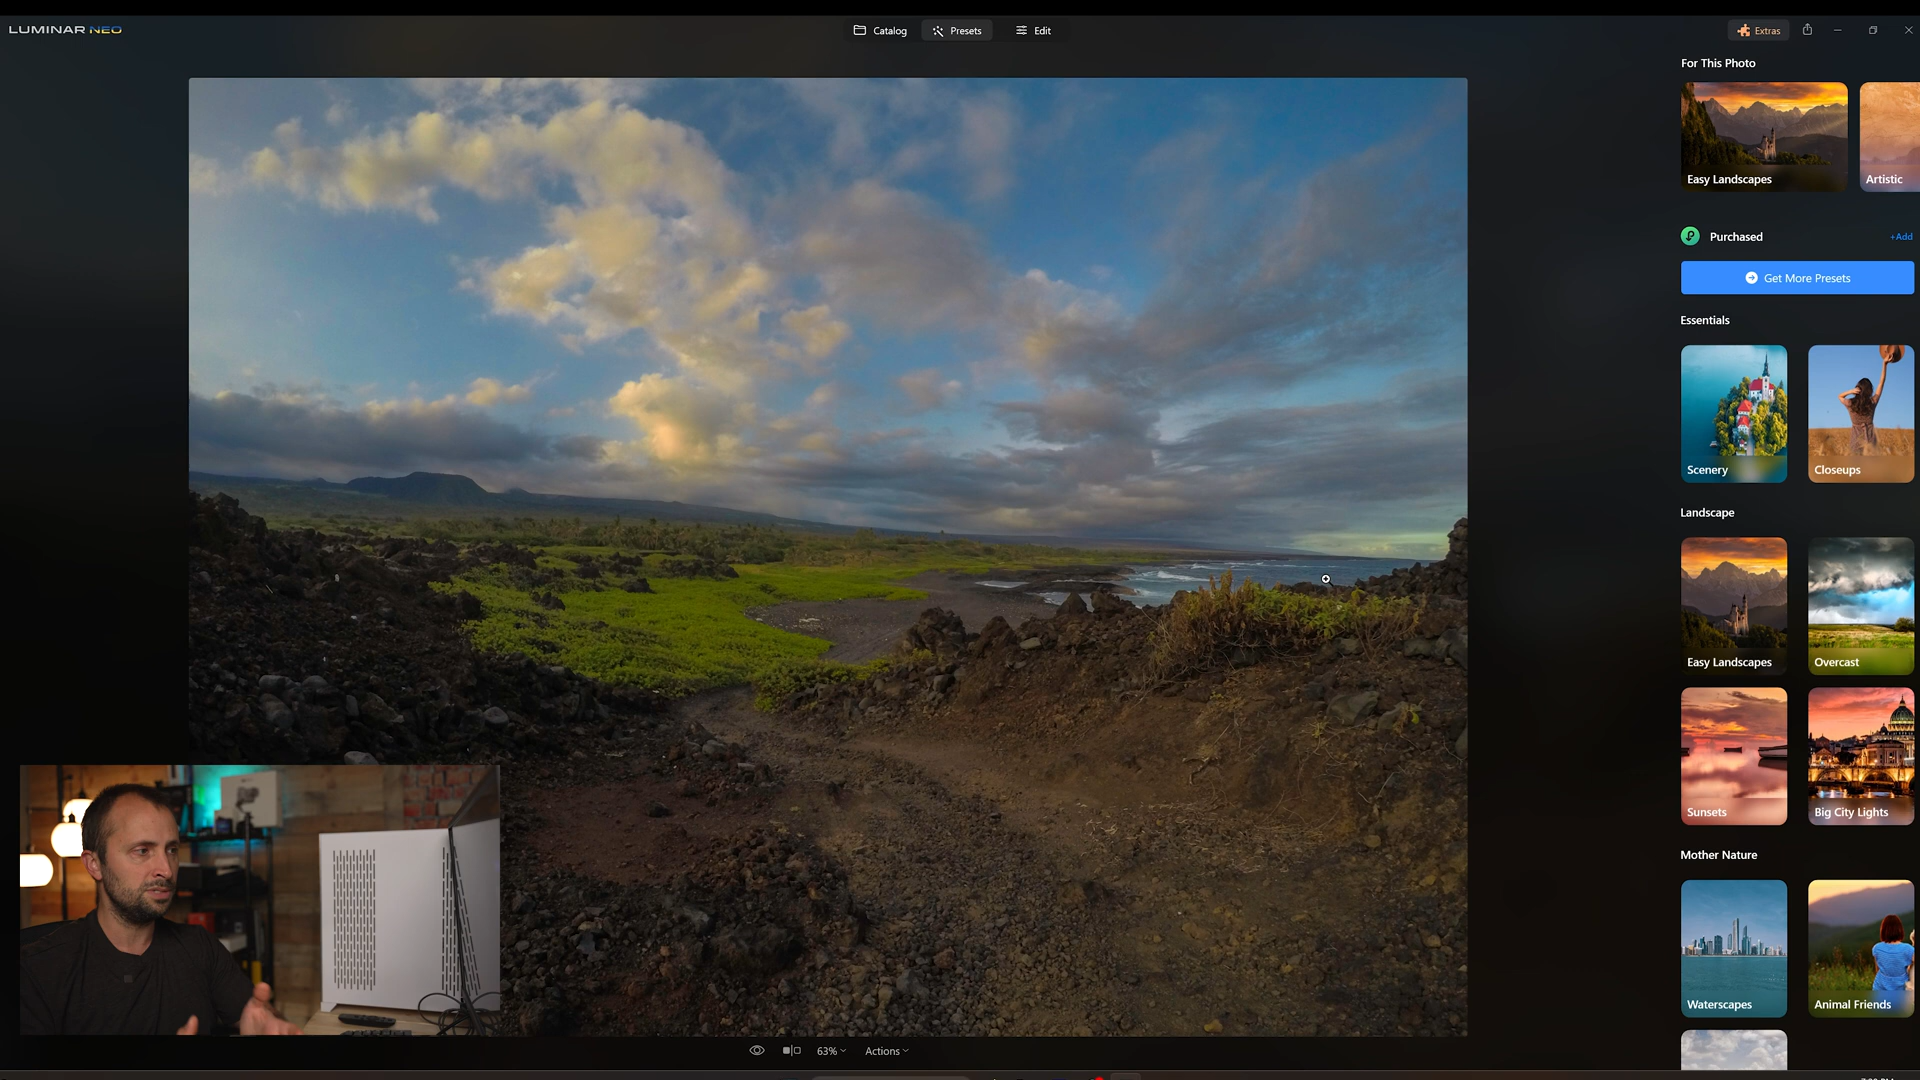 LUMINAR NEO
Catalog
Presets
Edit
Extras
For This Photo
Easy Landscapes
Artistic
Purchased
+Add
Get More Presets
Essentials
Scenery
Closeups
Landscape
Easy Landscapes
Overcast
Sunsets
Big City Lights
Mother Nature
Waterscapes
Animal Friends
63%
Actions